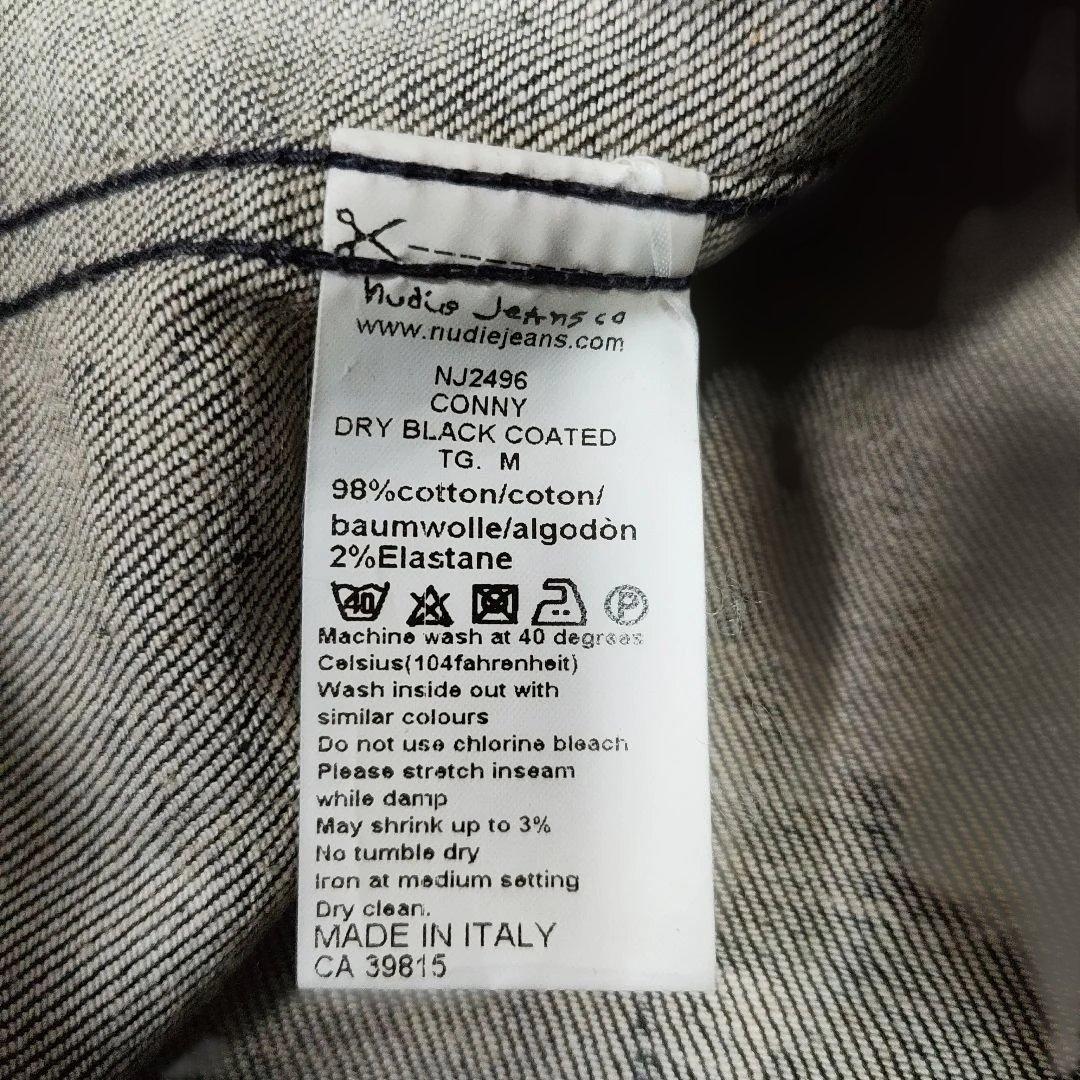 nudie Jeans co
www.nudiejeans.com
NJ2496
CONNY
DRY BLACK COATED
TG. M
98%cotton/coton/
baumwolle/algodòn
2%Elastane
40 P
Machine wash at 40 degrees
Celsius(104fahrenheit)
Wash inside out with
similar colours
Do not use chlorine bleach
Please stretch inseam
while damp
May shrink up to 3%
No tumble dry
Iron at medium setting
Dry clean.
MADE IN ITALY
CA 39815